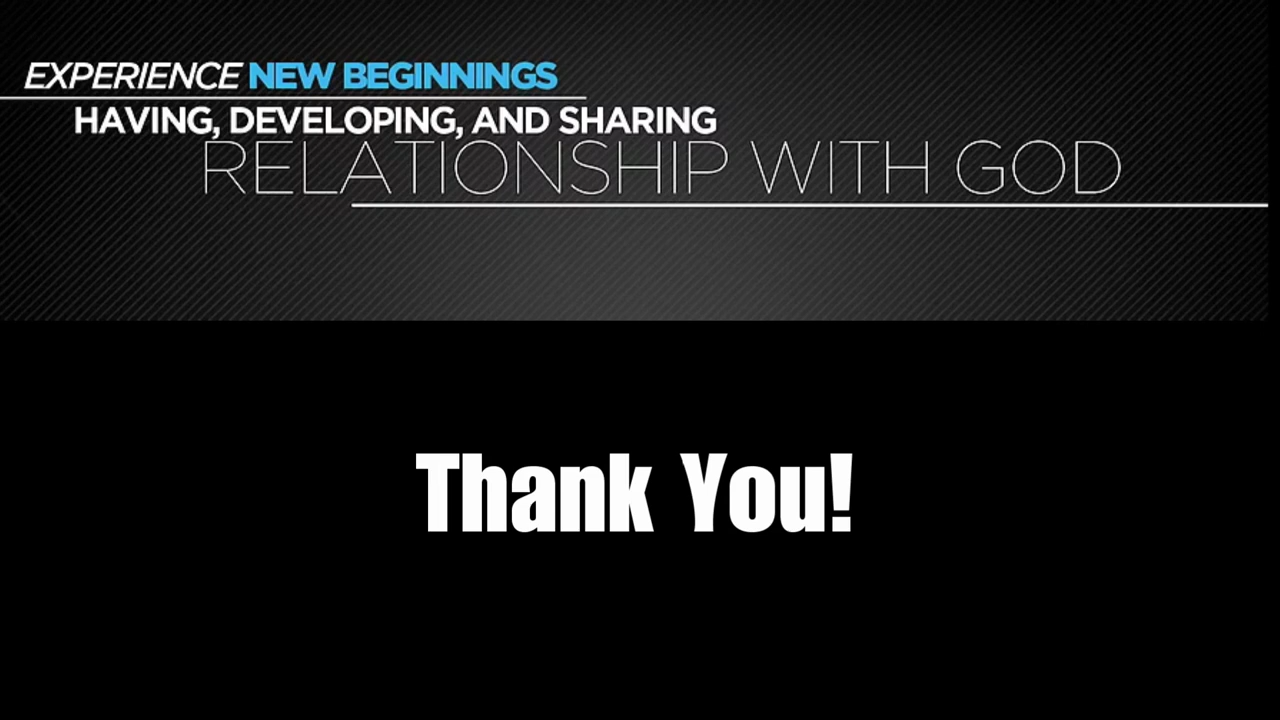 EXPERIENCE NEW BEGINNINGS
HAVING, DEVELOPING, AND SHARING
RELATIONSHIP WITH GOD
Thank You!